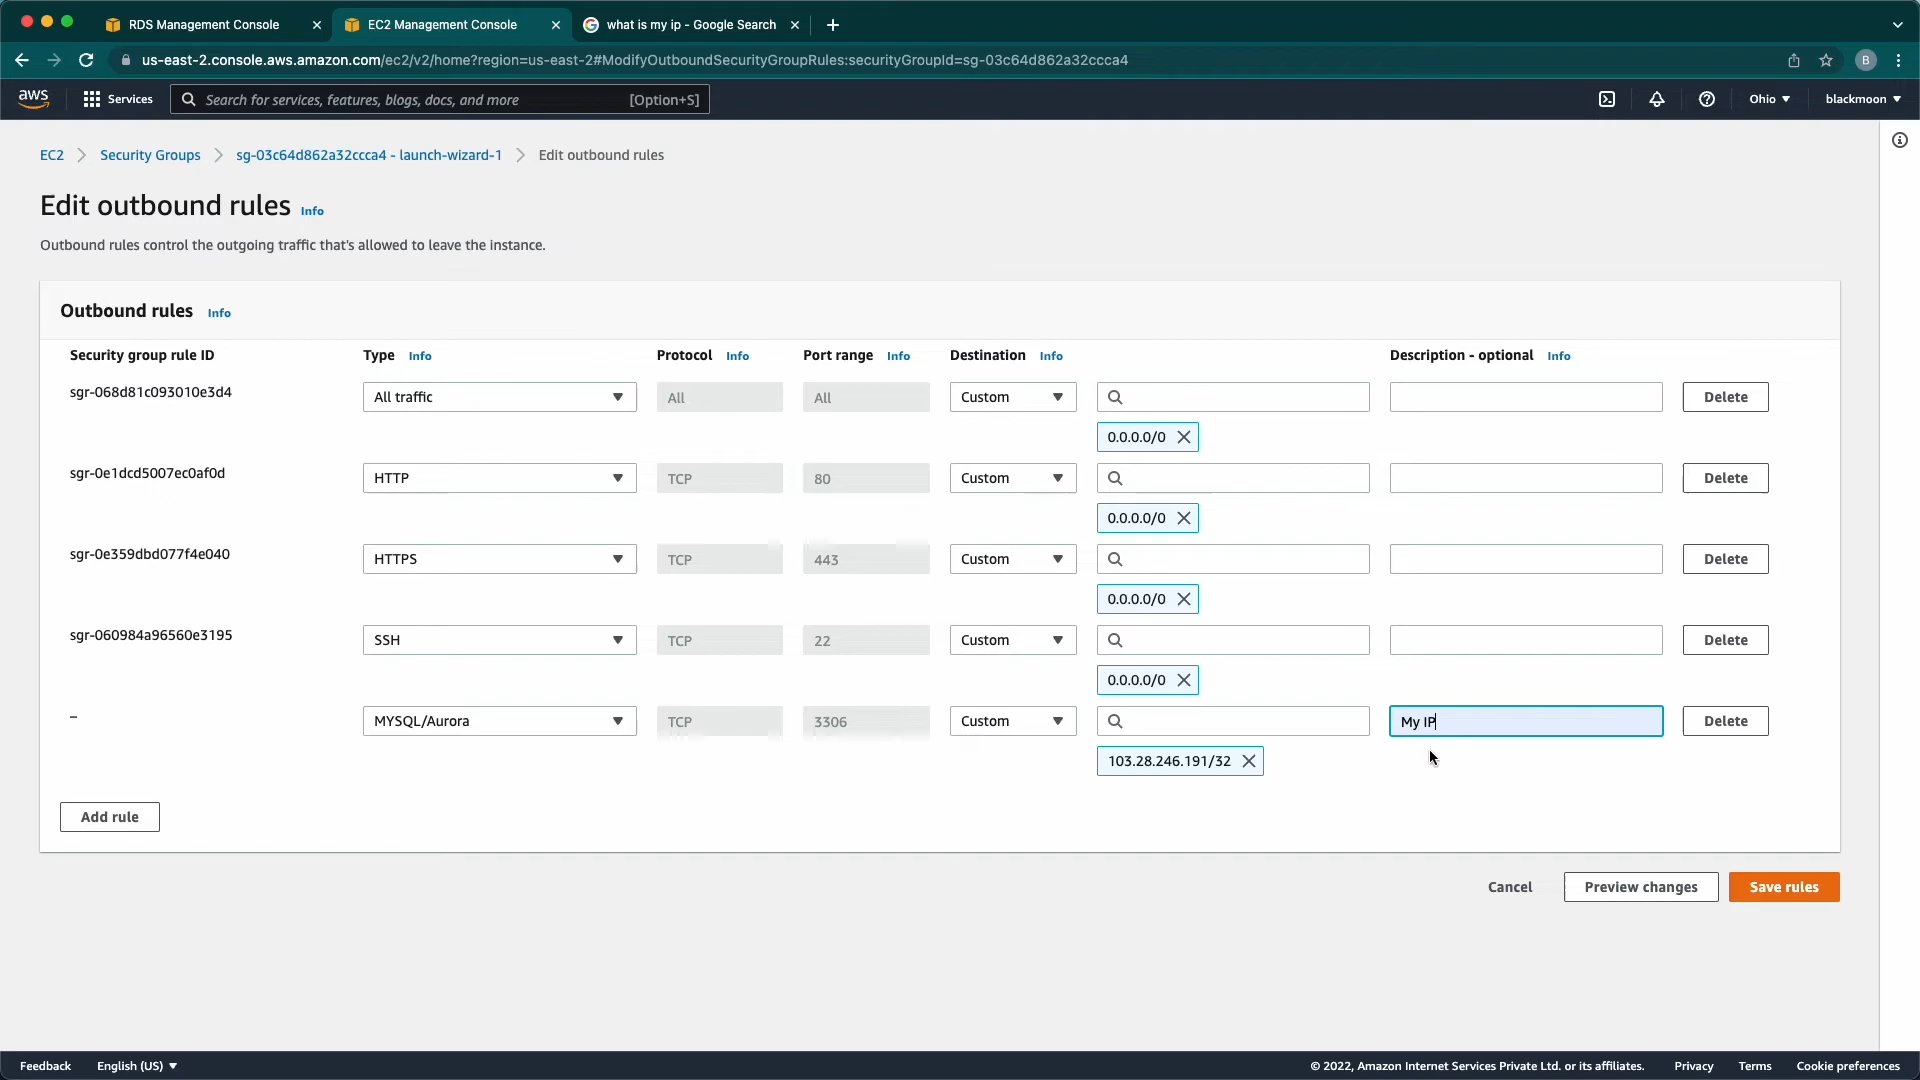 RDS Management Console
EC2 Management Console
what is my ip - Google Search
us-east-2.console.aws.amazon.com/ec2/v2/home?region=us-east-2#ModifyOutboundSecurityGroupRules:securityGroupId=sg-03c64d862a32ccca4
B
aws
Services
Search for services, features, blogs, docs, and more
[Option+S]
Ohio
blackmoon
EC2
Security Groups
sg-03c64d862a32ccca4 - launch-wizard-1
Edit outbound rules
Edit outbound rules Info
Outbound rules control the outgoing traffic that's allowed to leave the instance.
Outbound rules Info
Security group rule ID Type Info Protocol Info Port range Info Destination Info Description - optional Info
sgr-068d81c093010e3d4 All traffic All All Custom Delete
0.0.0.0/0
sgr-0e1dcd5007ec0af0d HTTP TCP 80 Custom Delete
0.0.0.0/0
sgr-0e359dbd077f4e040 HTTPS TCP 443 Custom Delete
0.0.0.0/0
sgr-060984a96560e3195 SSH TCP 22 Custom Delete
0.0.0.0/0
– MYSQL/Aurora TCP 3306 Custom My IP Delete
103.28.246.191/32
Add rule
Cancel Preview changes Save rules
Feedback English (US) © 2022, Amazon Internet Services Private Ltd. or its affiliates. Privacy Terms Cookie preferences